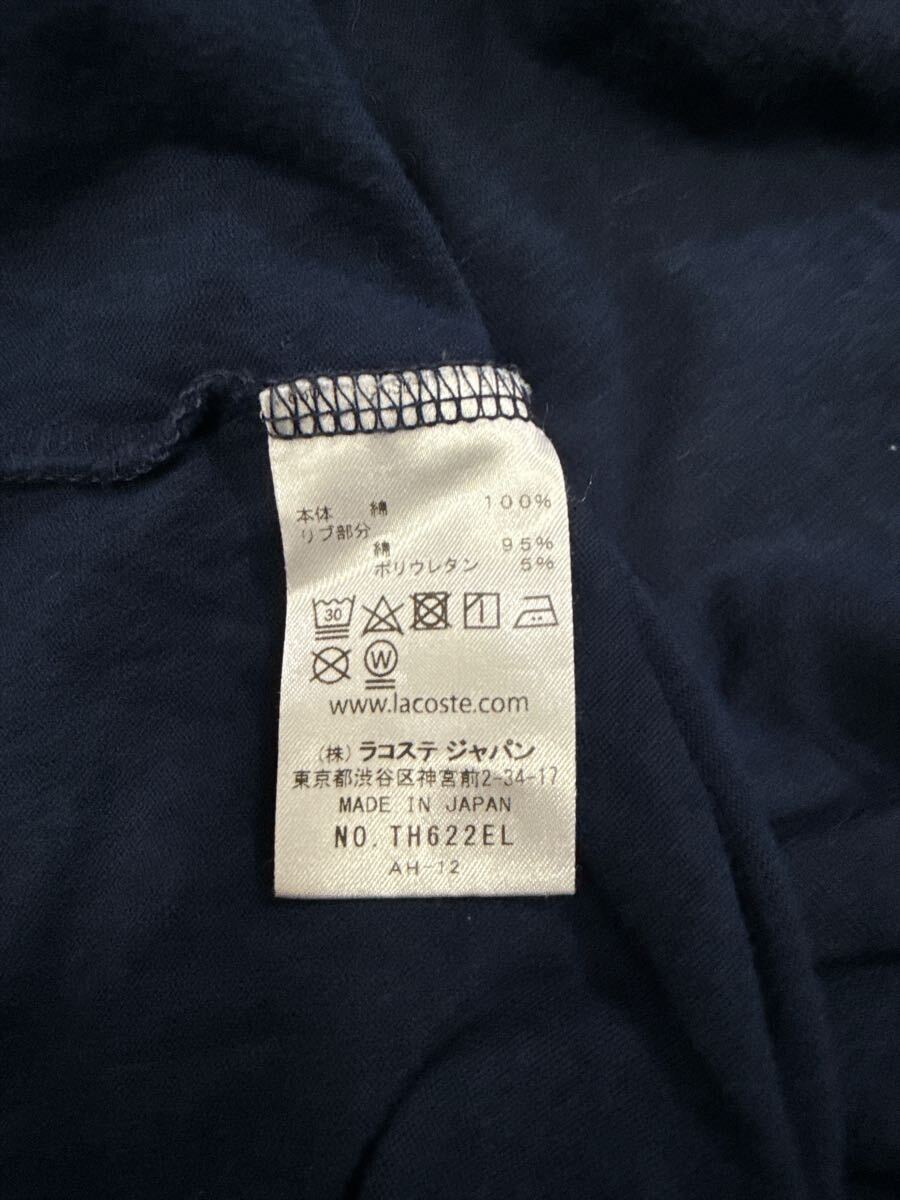 本体 綿 100%
リブ部分
綿 95%
ポリウレタン 5%
30
W
www.lacoste.com
(株) ラコステ ジャパン
東京都渋谷区神宮前2-34-17
MADE IN JAPAN
NO. TH622EL
AH-12